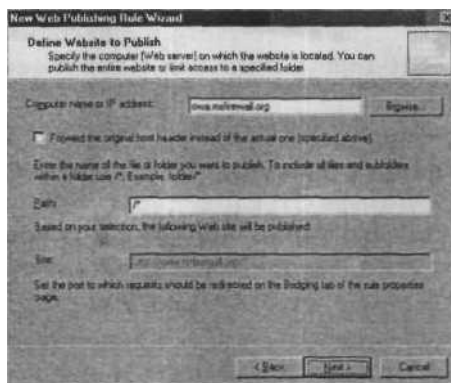 New Web Publishing Rule Wizard
Define Website to Publish
Specify the computer (Web server) on which the website is located. You can
publish the entire website or limit access to a specified folder.
Computer name or IP address:
owa.msfirewall.org
Browse...
Forward the original host header instead of the actual one (specified above).
Enter the name of the file or folder you want to publish. To include all files and subfolders
within a folder use /*. Example: folder/*.
Path:
/*
Based on your selection, the following Web site will be published:
Site:
Set the port to which requests should be redirected on the Bridging tab of the rule properties
page.
< Back
Next >
Cancel